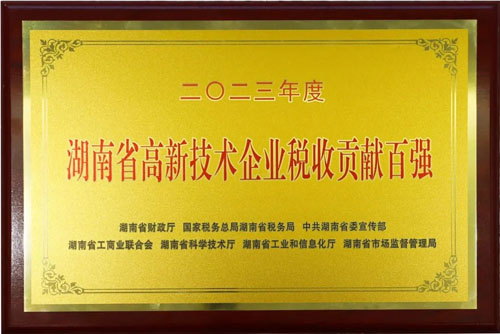 二〇二三年度
湖南省高新技术企业税收贡献百强
湖南省财政厅 国家税务总局湖南省税务局 中共湖南省委宣传部
湖南省工商业联合会 湖南省科学技术厅 湖南省工业和信息化厅 湖南省市场监督管理局